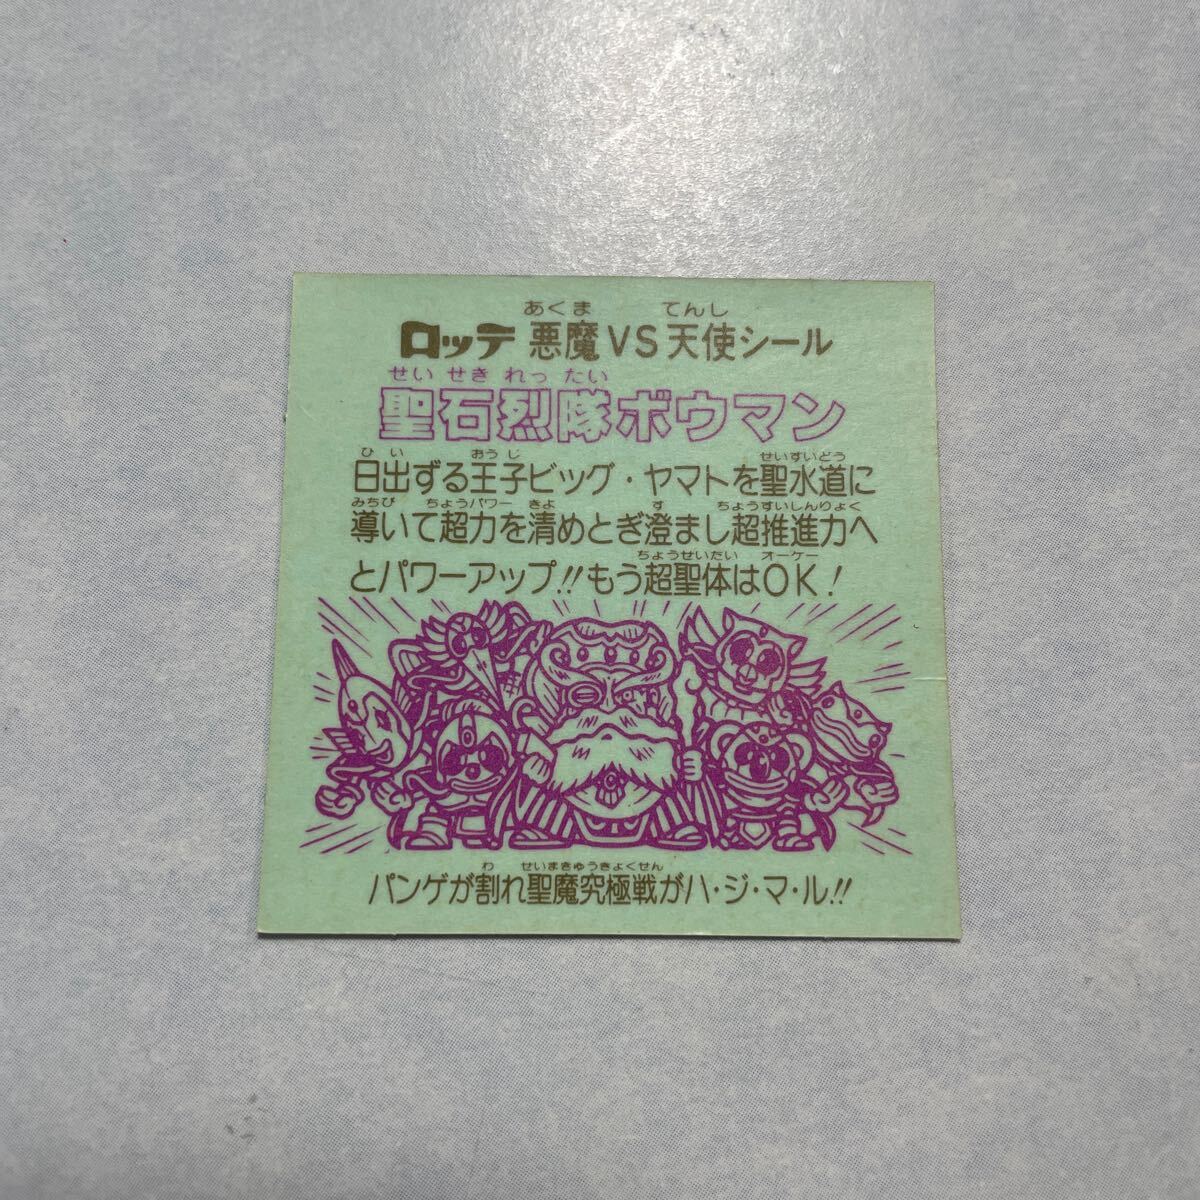 あくま てんし
ロッテ 悪魔VS天使シール
せい せき れっ たい
聖石烈隊ボウマン
ひ い おうじ せいすいどう
日出ずる王子ビッグ・ヤマトを聖水道に
みちび ちょうパワー きよ す ちょうすいしんりょく
導いて超力を清めとぎ澄まし超推進力へ
ちょうせいたい オーケー
とパワーアップ!!もう超聖体はOK!
わ せいまきゅうきょくせん
パンゲが割れ聖魔究極戦がハ・ジ・マ・ル!!